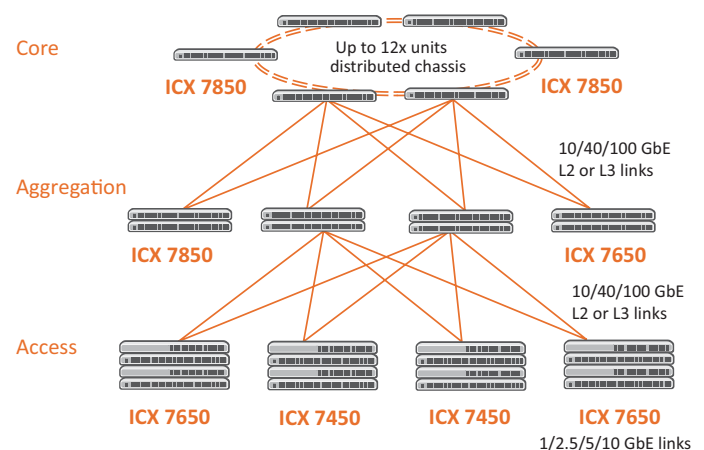 Core
Up to 12x units
distributed chassis
ICX 7850
ICX 7850
10/40/100 GbE
L2 or L3 links
Aggregation
ICX 7850
ICX 7650
10/40/100 GbE
L2 or L3 links
Access
ICX 7650
ICX 7450
ICX 7450
ICX 7650
1/2.5/5/10 GbE links